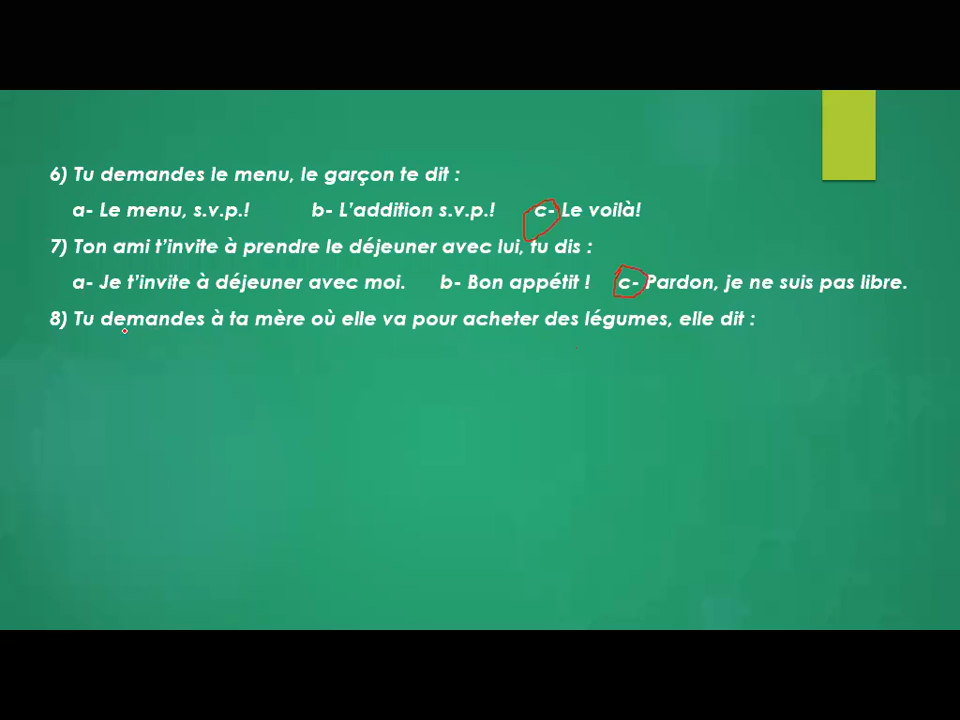 6) Tu demandes le menu, le garçon te dit :
a- Le menu, s.v.p.! b- L'addition s.v.p.! c- Le voilà!
7) Ton ami t'invite à prendre le déjeuner avec lui, tu dis :
a- Je t'invite à déjeuner avec moi. b- Bon appétit ! c- Pardon, je ne suis pas libre.
8) Tu demandes à ta mère où elle va pour acheter des légumes, elle dit :